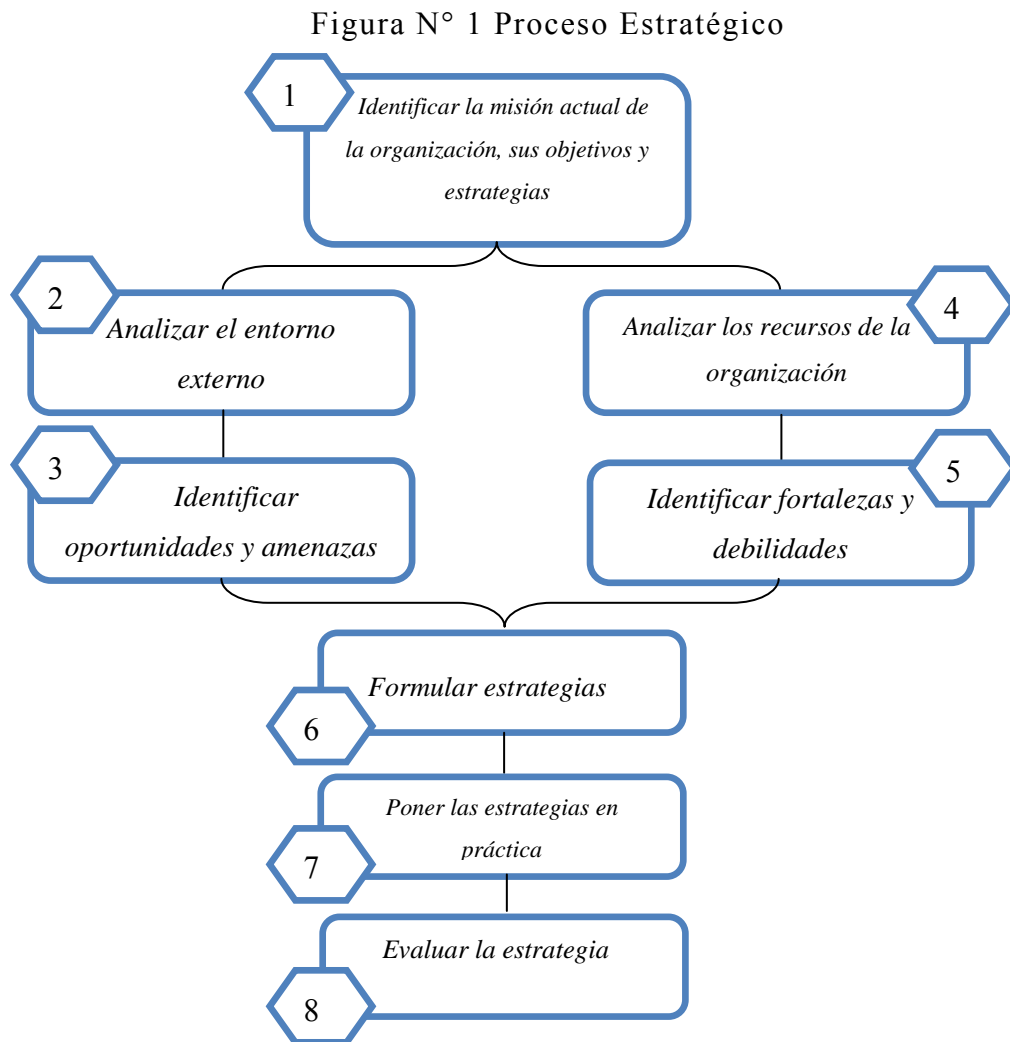 Figura N° 1 Proceso Estratégico
1
Identificar la misión actual de
la organización, sus objetivos y
estrategias
2
Analizar el entorno
externo
3
Identificar
oportunidades y amenazas
4
Analizar los recursos de la
organización
5
Identificar fortalezas y
debilidades
6
Formular estrategias
7
Poner las estrategias en
práctica
8
Evaluar la estrategia